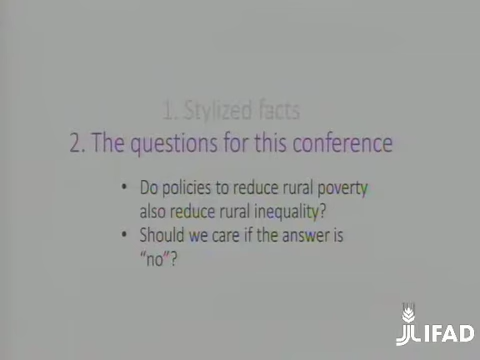 1. Stylized facts
2. The questions for this conference
• Do policies to reduce rural poverty
also reduce rural inequality?
• Should we care if the answer is
"no"?
IFAD